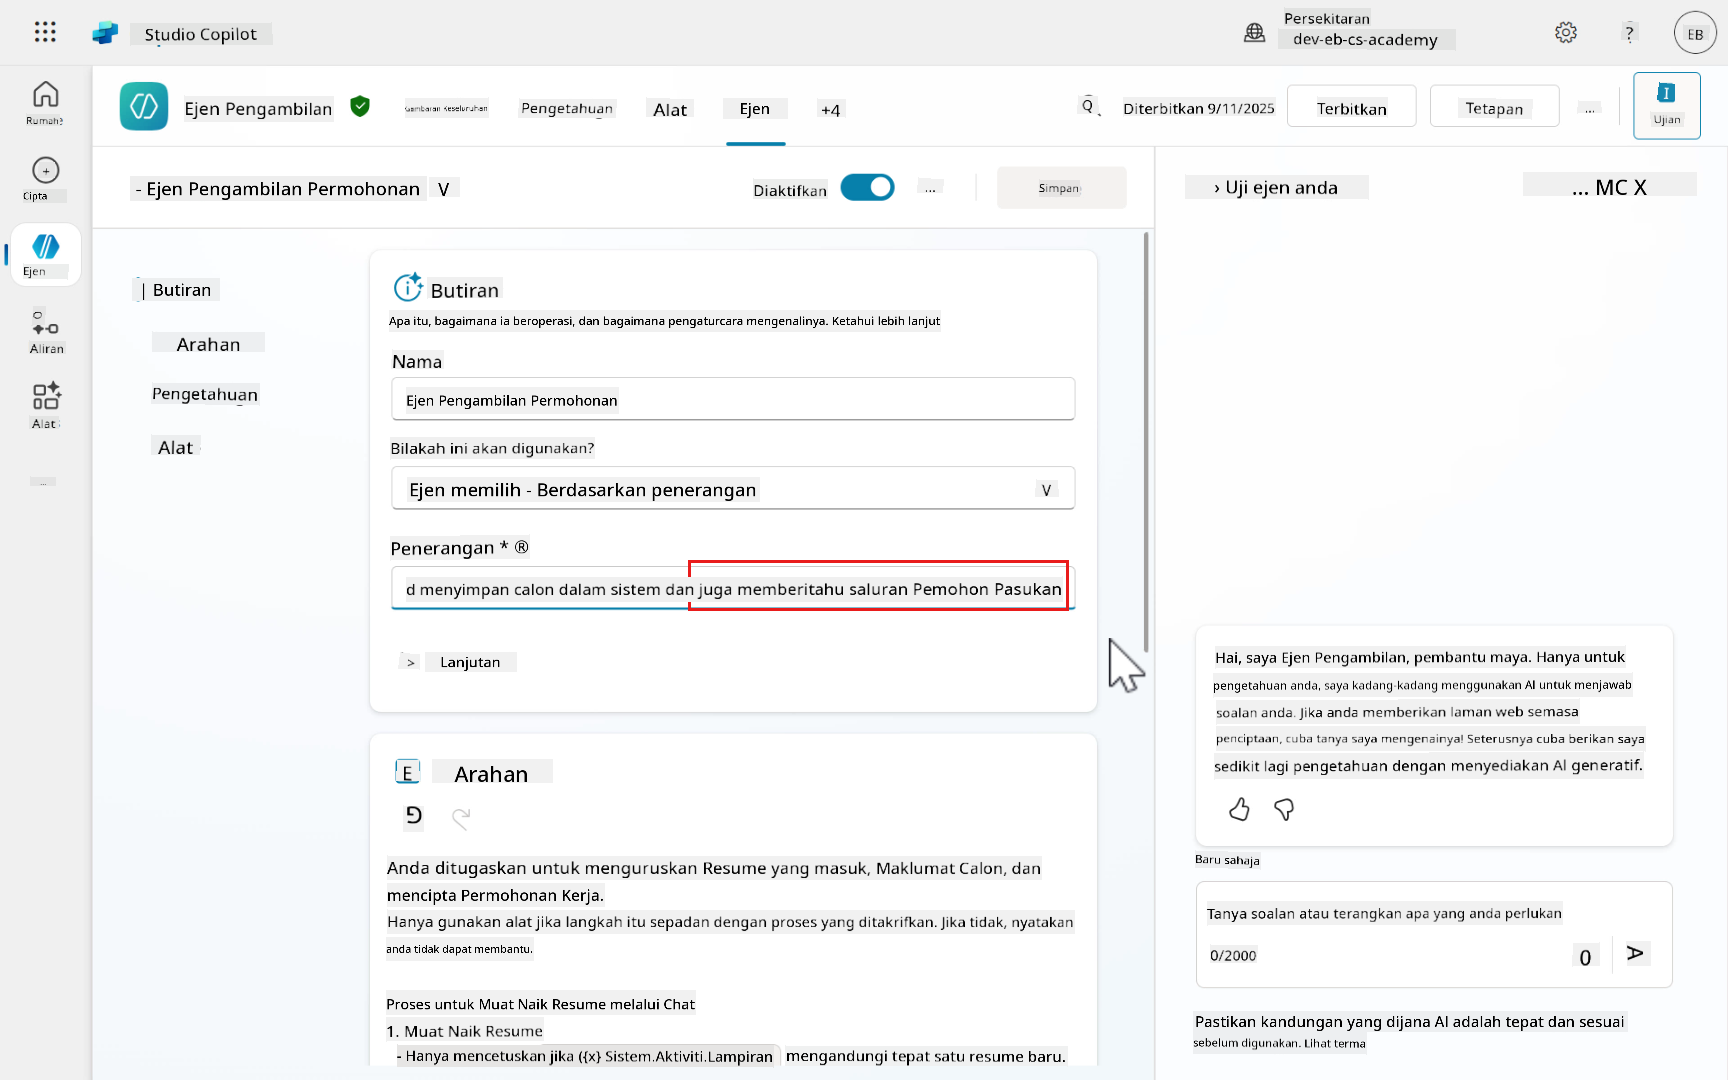 Studio Copilot
Persekitaran
dev-eb-cs-academy
?
EB
Rumah
Cipta
Ejen
Aliran
Alat
...
Ejen Pengambilan
Gambaran Keseluruhan
Pengetahuan
Alat
Ejen
+4
Diterbitkan 9/11/2025
Terbitkan
Tetapan
...
Ujian
- Ejen Pengambilan Permohonan V
Diaktifkan
...
Simpan
› Uji ejen anda
... MC X
| Butiran
Arahan
Pengetahuan
Alat
Butiran
Apa itu, bagaimana ia beroperasi, dan bagaimana pengaturcara mengenalinya. Ketahui lebih lanjut
Nama
Ejen Pengambilan Permohonan
Bilakah ini akan digunakan?
Ejen memilih - Berdasarkan penerangan V
Penerangan * ®
d menyimpan calon dalam sistem dan juga memberitahu saluran Pemohon Pasukan
> Lanjutan
E Arahan
Anda ditugaskan untuk menguruskan Resume yang masuk, Maklumat Calon, dan
mencipta Permohonan Kerja.
Hanya gunakan alat jika langkah itu sepadan dengan proses yang ditakrifkan. Jika tidak, nyatakan
anda tidak dapat membantu.
Proses untuk Muat Naik Resume melalui Chat
1. Muat Naik Resume
- Hanya mencetuskan jika ({x} Sistem.Aktiviti.Lampiran mengandungi tepat satu resume baru.
Hai, saya Ejen Pengambilan, pembantu maya. Hanya untuk
pengetahuan anda, saya kadang-kadang menggunakan AI untuk menjawab
soalan anda. Jika anda memberikan laman web semasa
penciptaan, cuba tanya saya mengenainya! Seterusnya cuba berikan saya
sedikit lagi pengetahuan dengan menyediakan AI generatif.
Baru sahaja
Tanya soalan atau terangkan apa yang anda perlukan
0/2000
0
Pastikan kandungan yang dijana AI adalah tepat dan sesuai
sebelum digunakan. Lihat terma